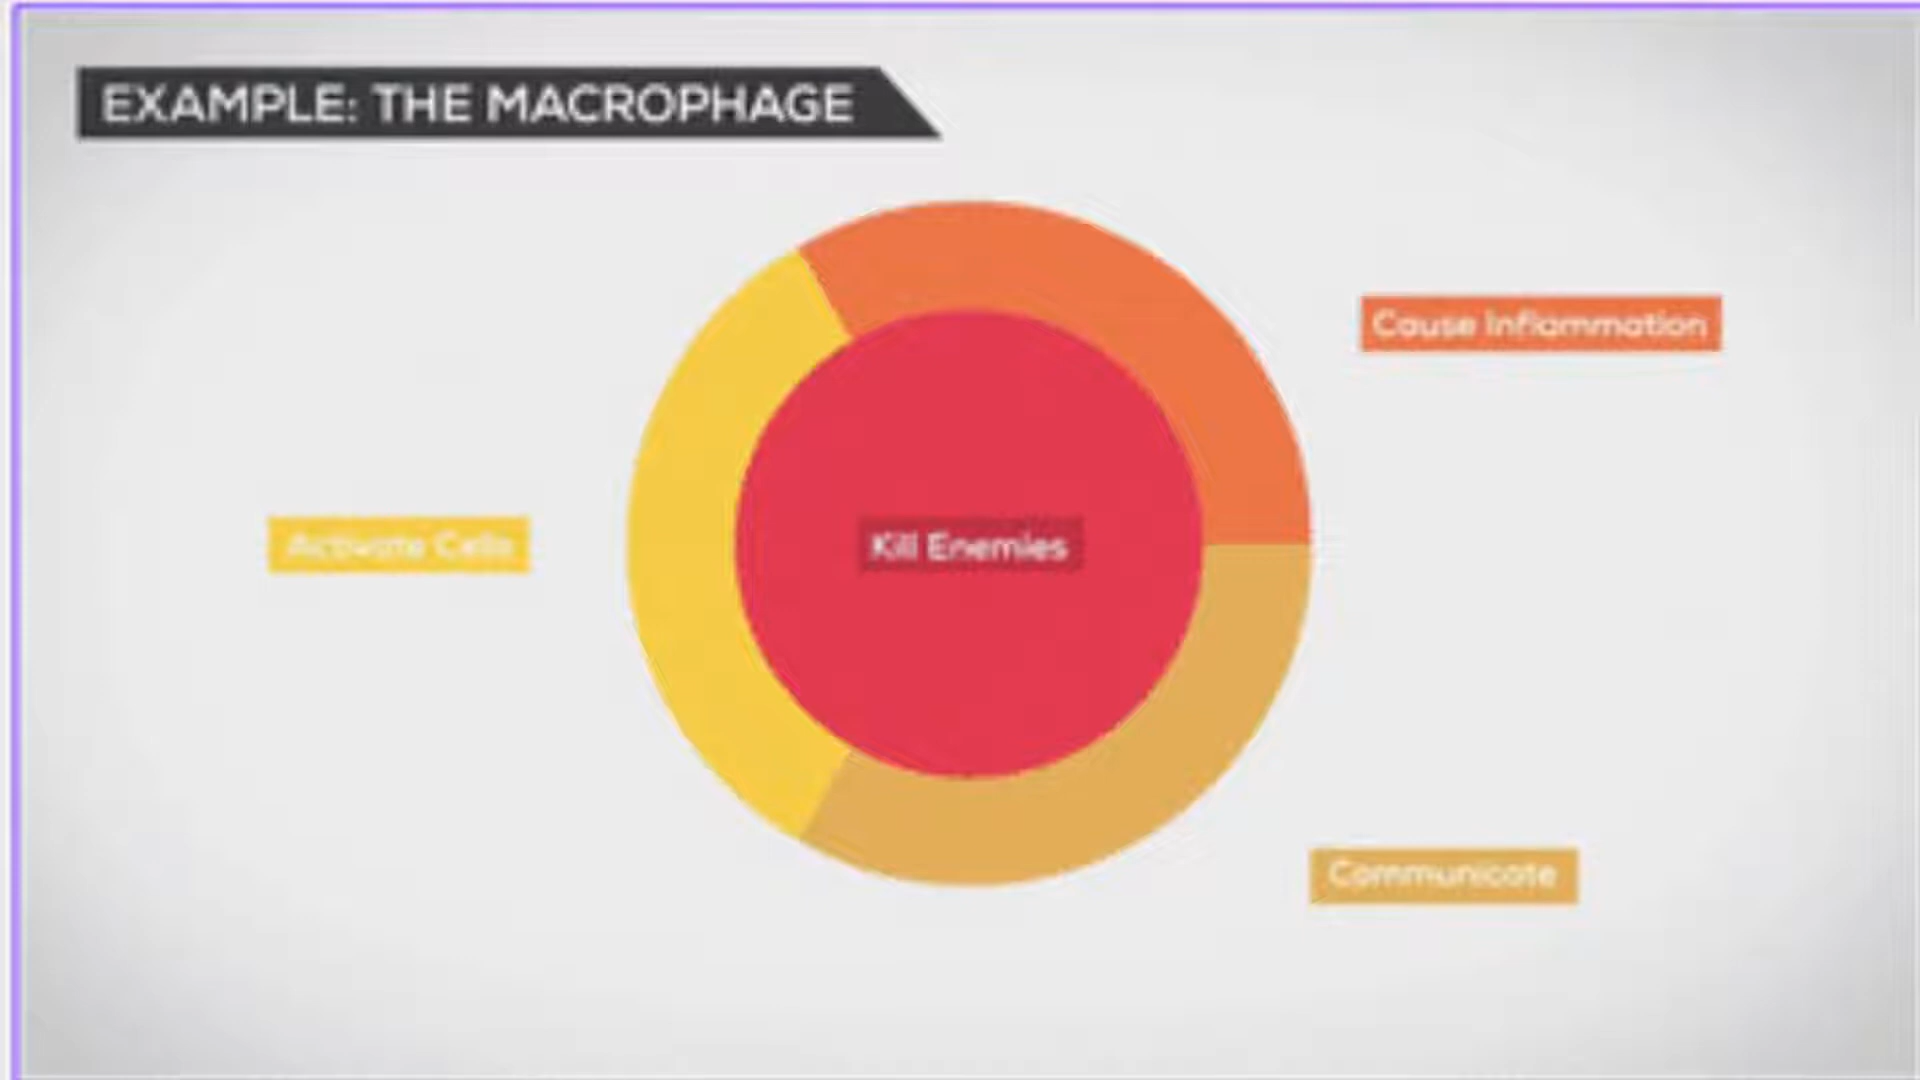 EXAMPLE: THE MACROPHAGE
Cause Inflammation
Activate Cells
Kill Enemies
Communicate